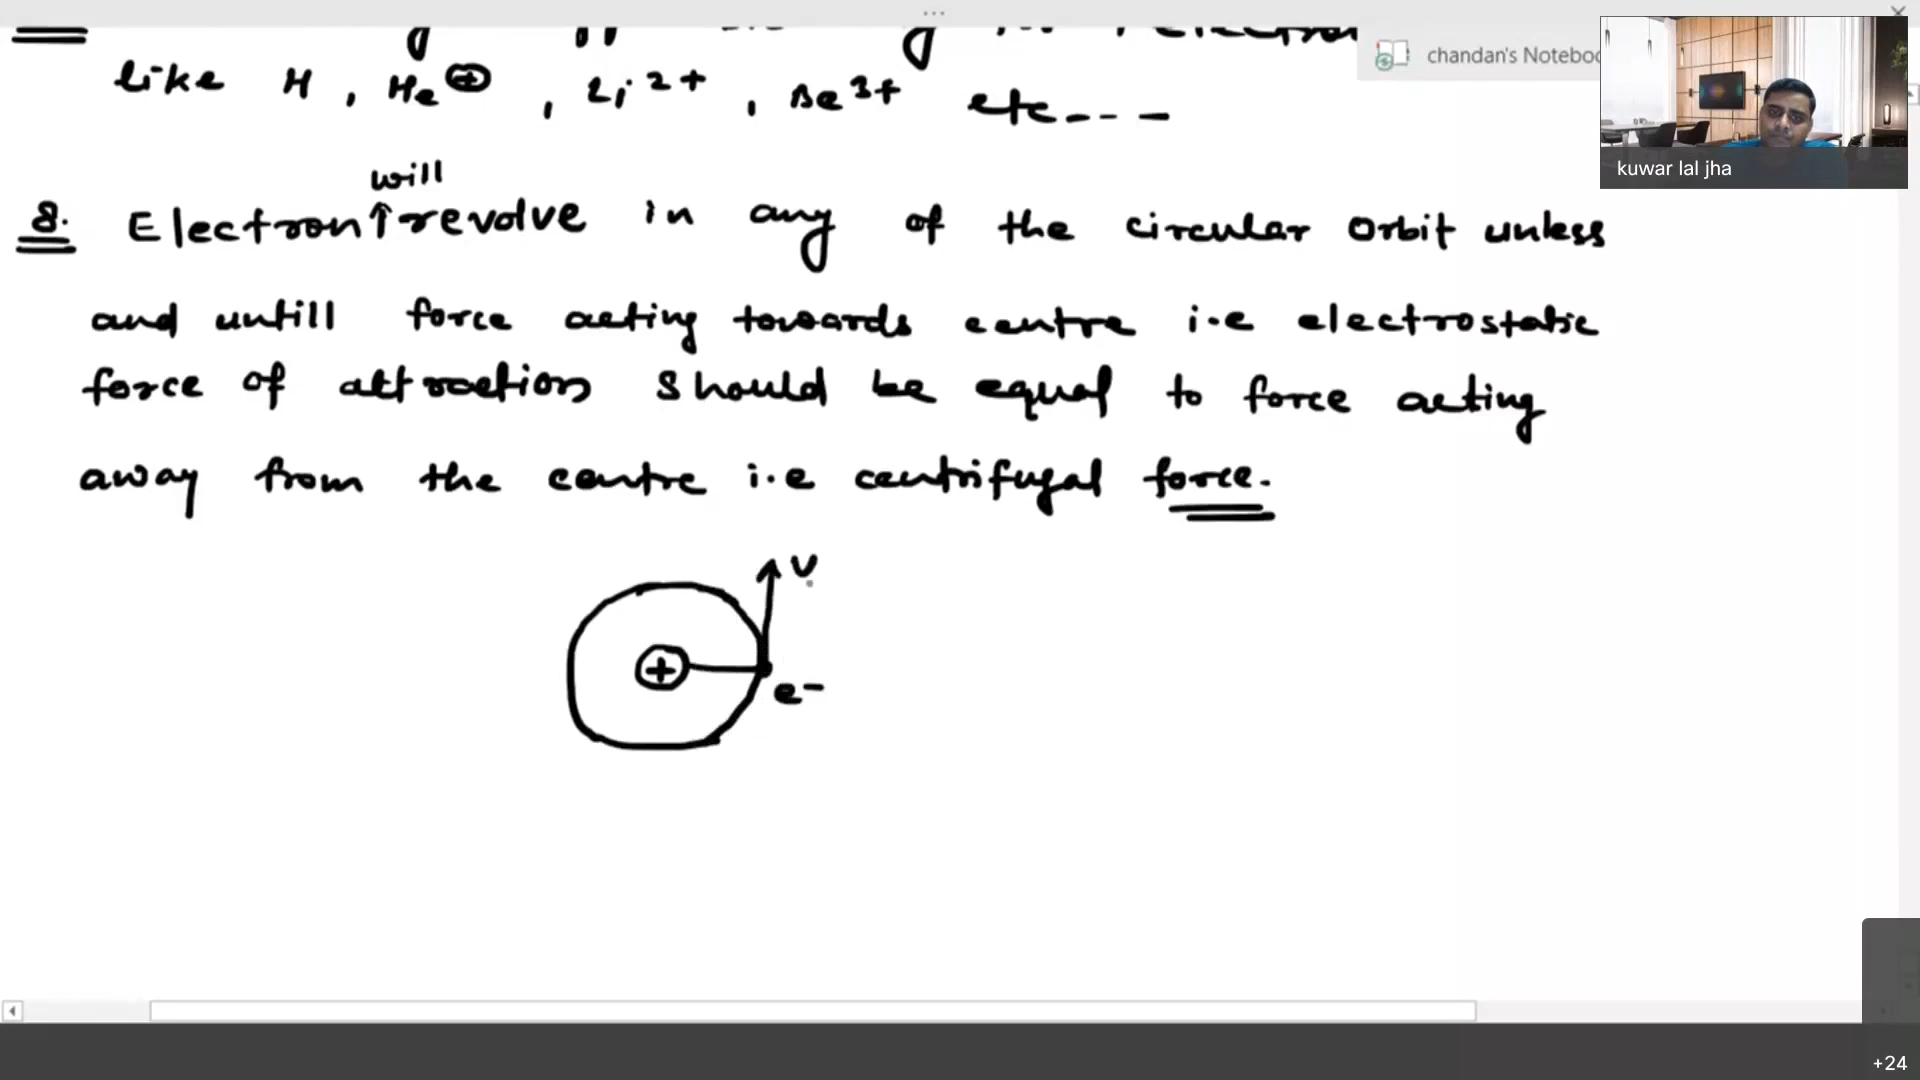 chandan's Noteboo
kuwar lal jha
like H, He⊕, Li²⁺, Be³⁺ etc----
will
8. Electron ↑ revolve in any of the circular orbit unless
and untill force acting towards centre i.e electrostatic
force of attraction should be equal to force acting
away from the centre i.e centrifugal force.
V
+
e-
+24